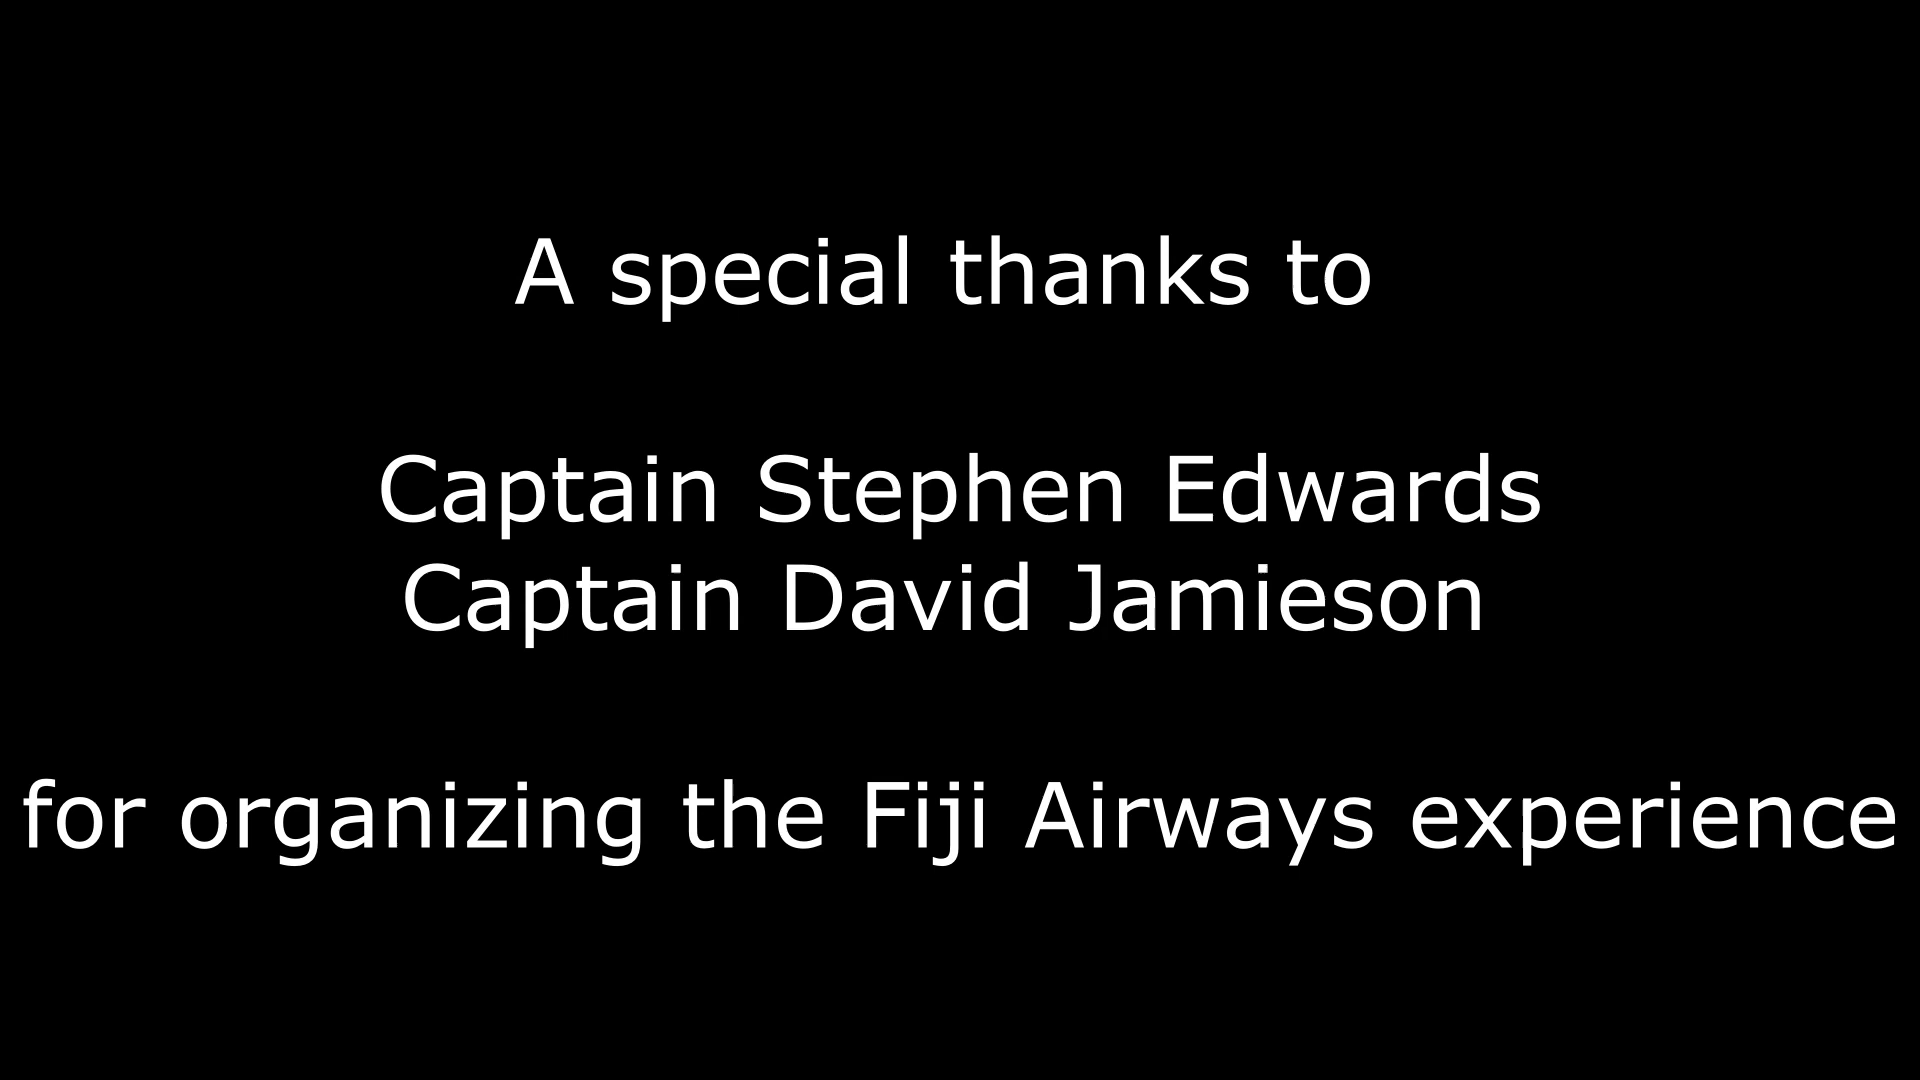 A special thanks to
Captain Stephen Edwards
Captain David Jamieson
for organizing the Fiji Airways experience